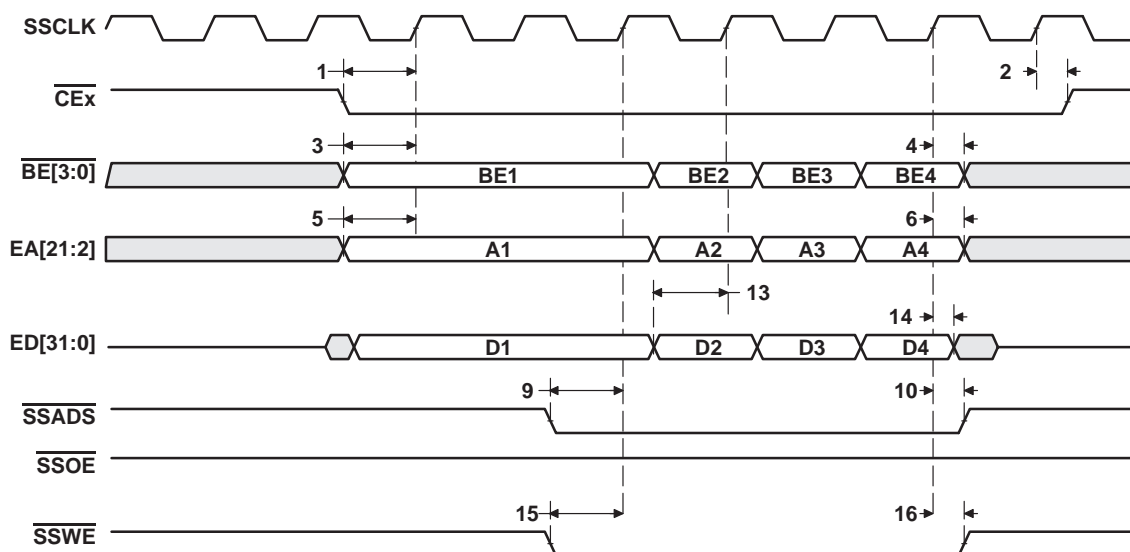 SSCLK
1
2
CEx
3
4
BE[3:0]
BE1
BE2
BE3
BE4
5
6
EA[21:2]
A1
A2
A3
A4
13
14
ED[31:0]
D1
D2
D3
D4
9
10
SSADS
SSOE
15
16
SSWE